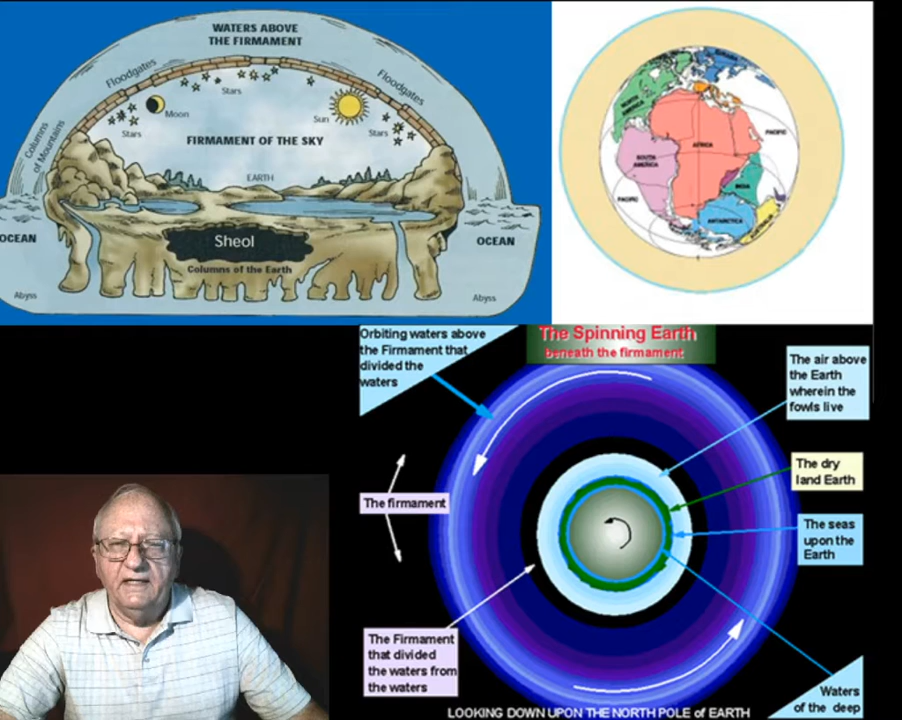 WATERS ABOVE
THE FIRMAMENT
Floodgates
Floodgates
Stars
Moon
Sun
Stars
Stars
Columns
of Mountains
FIRMAMENT OF THE SKY
EARTH
OCEAN
OCEAN
Sheol
Columns of the Earth
Abyss
Abyss
NORTH
AMERICA
AFRICA
PACIFIC
SOUTH
AMERICA
INDIA
PACIFIC
ANTARCTICA
Orbiting waters above
the Firmament that
divided the
waters
The Spinning Earth
beneath the firmament
The air above
the Earth
wherein the
fowls live
The dry
land Earth
The firmament
The seas
upon the
Earth
The Firmament
that divided
the waters from
the waters
Waters
of the deep
LOOKING DOWN UPON THE NORTH POLE of EARTH